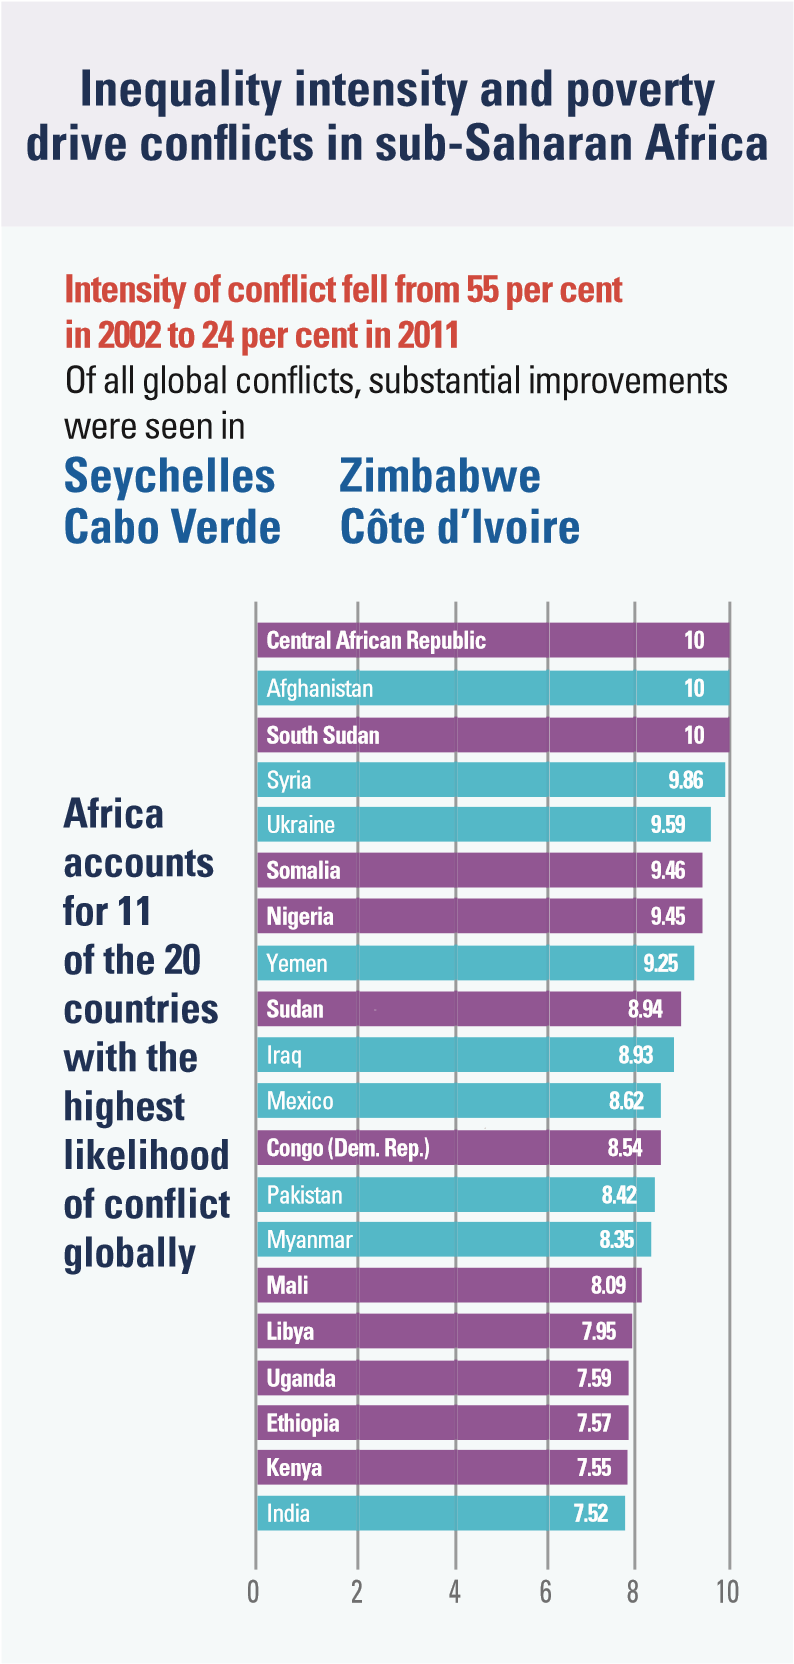 Inequality intensity and poverty
drive conflicts in sub-Saharan Africa
Intensity of conflict fell from 55 per cent
in 2002 to 24 per cent in 2011
Of all global conflicts, substantial improvements
were seen in
Seychelles Zimbabwe
Cabo Verde Côte d’Ivoire
Africa
accounts
for 11
of the 20
countries
with the
highest
likelihood
of conflict
globally
Central African Republic 10
Afghanistan 10
South Sudan 10
Syria 9.86
Ukraine 9.59
Somalia 9.46
Nigeria 9.45
Yemen 9.25
Sudan 8.94
Iraq 8.93
Mexico 8.62
Congo (Dem. Rep.) 8.54
Pakistan 8.42
Myanmar 8.35
Mali 8.09
Libya 7.95
Uganda 7.59
Ethiopia 7.57
Kenya 7.55
India 7.52
0 2 4 6 8 10